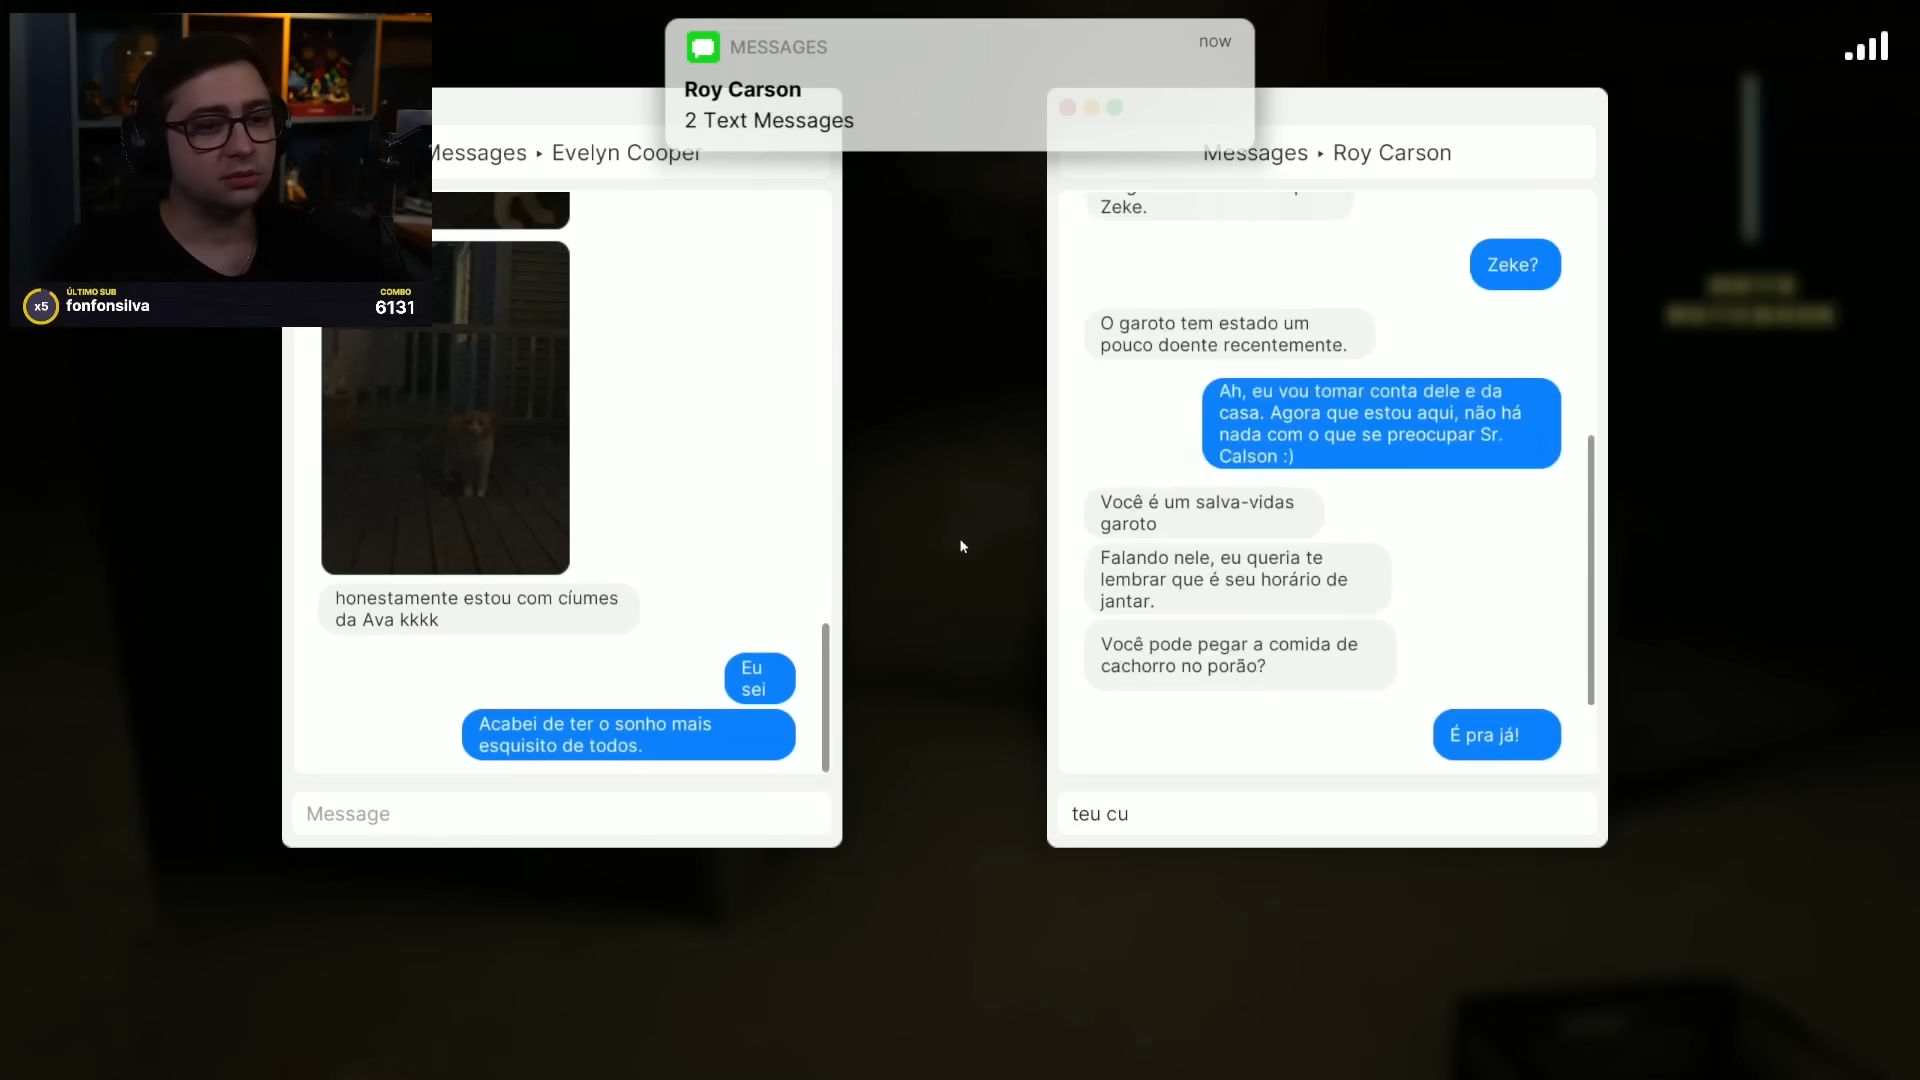 MESSAGES
now
Roy Carson
2 Text Messages
Messages ▸ Evelyn Cooper
honestamente estou com cíumes
da Ava kkkk
Eu
sei
Acabei de ter o sonho mais
esquisito de todos.
Message
Messages ▸ Roy Carson
Zeke.
Zeke?
O garoto tem estado um
pouco doente recentemente.
Ah, eu vou tomar conta dele e da
casa. Agora que estou aqui, não há
nada com o que se preocupar Sr.
Calson :)
Você é um salva-vidas
garoto
Falando nele, eu queria te
lembrar que é seu horário de
jantar.
Você pode pegar a comida de
cachorro no porão?
É pra já!
teu cu
x5
ÚLTIMO SUB
fonfonsilva
COMBO
6131